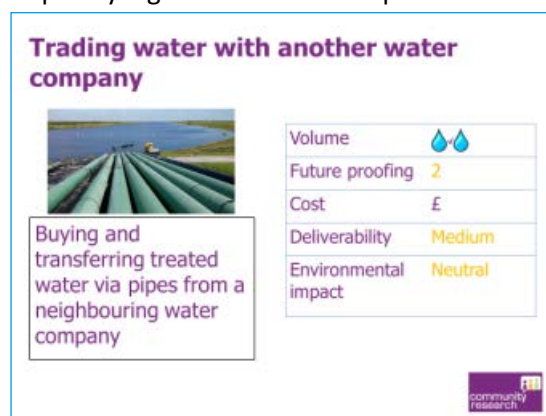 Trading water with another water
company
Buying and
transferring treated
water via pipes from a
neighbouring water
company
Volume
Future proofing 2
Cost £
Deliverability Medium
Environmental Neutral
impact
community
research